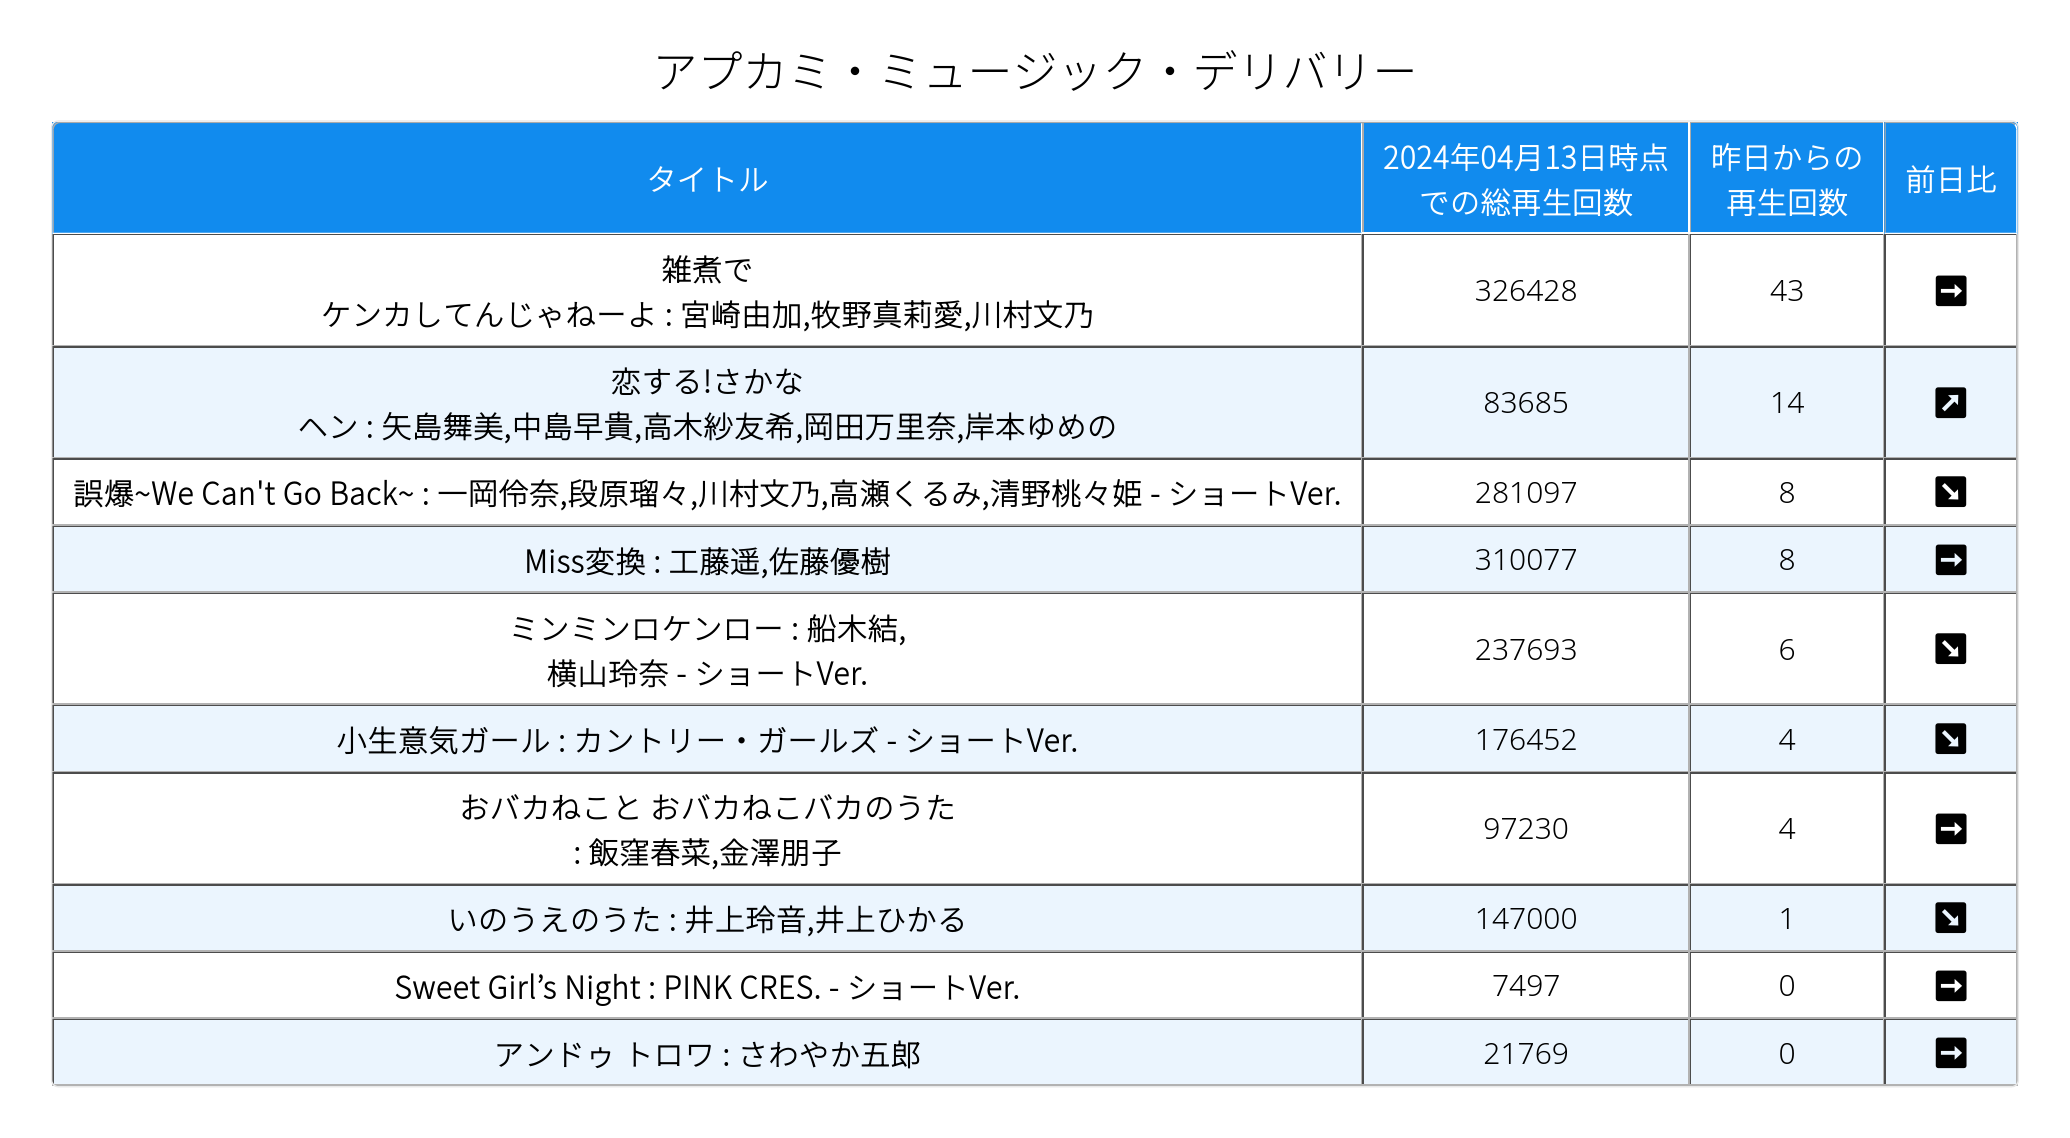 アプカミ・ミュージック・デリバリー
タイトル
2024年04月13日時点
での総再生回数
昨日からの
再生回数
前日比
雑煮で
ケンカしてんじゃねーよ : 宮崎由加,牧野真莉愛,川村文乃
326428
43
恋する!さかな
ヘン : 矢島舞美,中島早貴,高木紗友希,岡田万里奈,岸本ゆめの
83685
14
誤爆~We Can't Go Back~ : 一岡伶奈,段原瑠々,川村文乃,高瀬くるみ,清野桃々姫 - ショートVer.
281097
8
Miss変換 : 工藤遥,佐藤優樹
310077
8
ミンミンロケンロー : 船木結,
横山玲奈 - ショートVer.
237693
6
小生意気ガール : カントリー・ガールズ - ショートVer.
176452
4
おバカねこと おバカねこバカのうた
: 飯窪春菜,金澤朋子
97230
4
いのうえのうた : 井上玲音,井上ひかる
147000
1
Sweet Girl’s Night : PINK CRES. - ショートVer.
7497
0
アンドゥ トロワ : さわやか五郎
21769
0